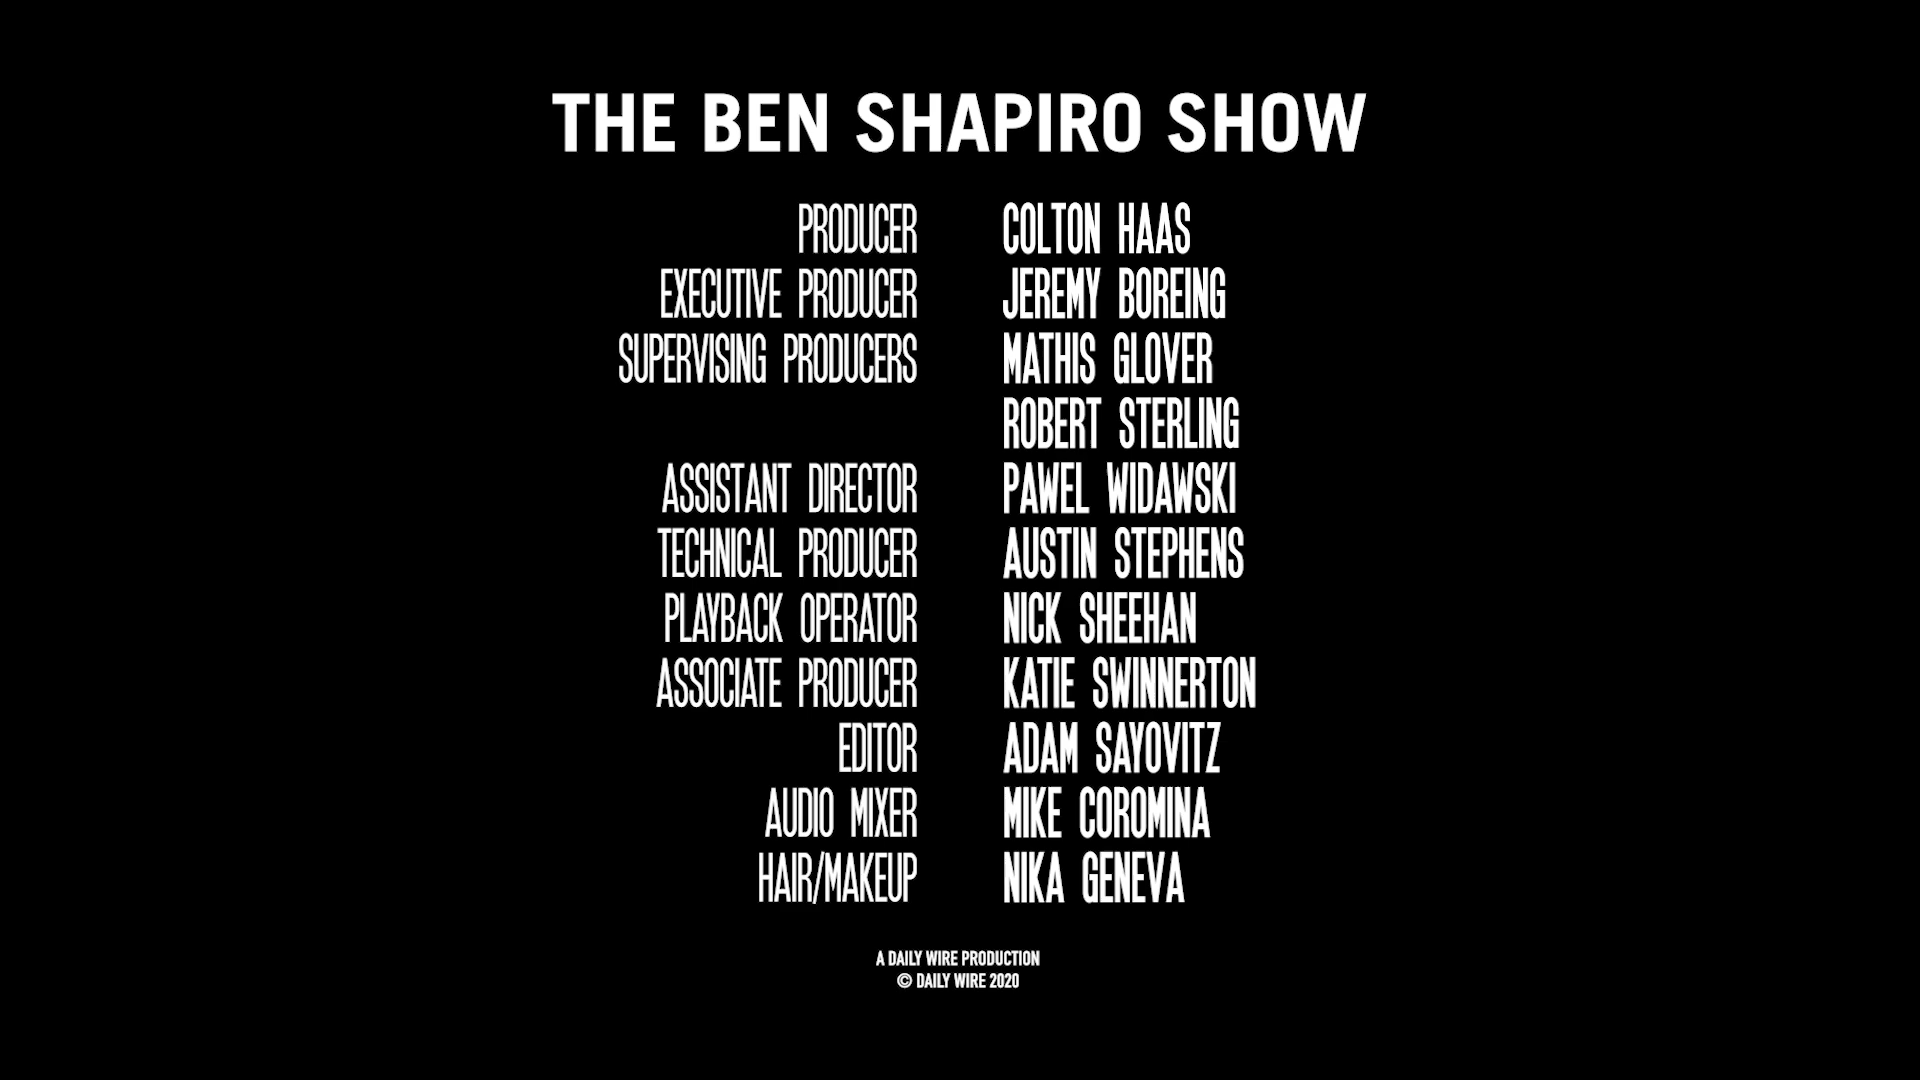 THE BEN SHAPIRO SHOW
PRODUCER COLTON HAAS
EXECUTIVE PRODUCER JEREMY BOREING
SUPERVISING PRODUCERS MATHIS GLOVER
ROBERT STERLING
ASSISTANT DIRECTOR PAWEL WIDAWSKI
TECHNICAL PRODUCER AUSTIN STEPHENS
PLAYBACK OPERATOR NICK SHEEHAN
ASSOCIATE PRODUCER KATIE SWINNERTON
EDITOR ADAM SAYOVITZ
AUDIO MIXER MIKE COROMINA
HAIR/MAKEUP NIKA GENEVA
A DAILY WIRE PRODUCTION
© DAILY WIRE 2020